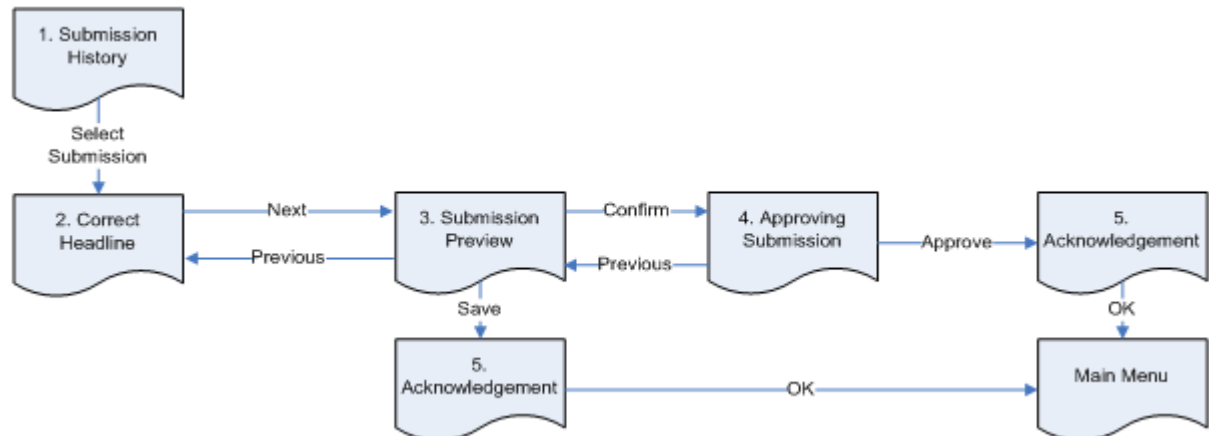 1. Submission
History
Select
Submission
2. Correct
Headline
Next
Previous
3. Submission
Preview
Confirm
Previous
4. Approving
Submission
Approve
5.
Acknowledgement
Save
OK
5.
Acknowledgement
OK
Main Menu